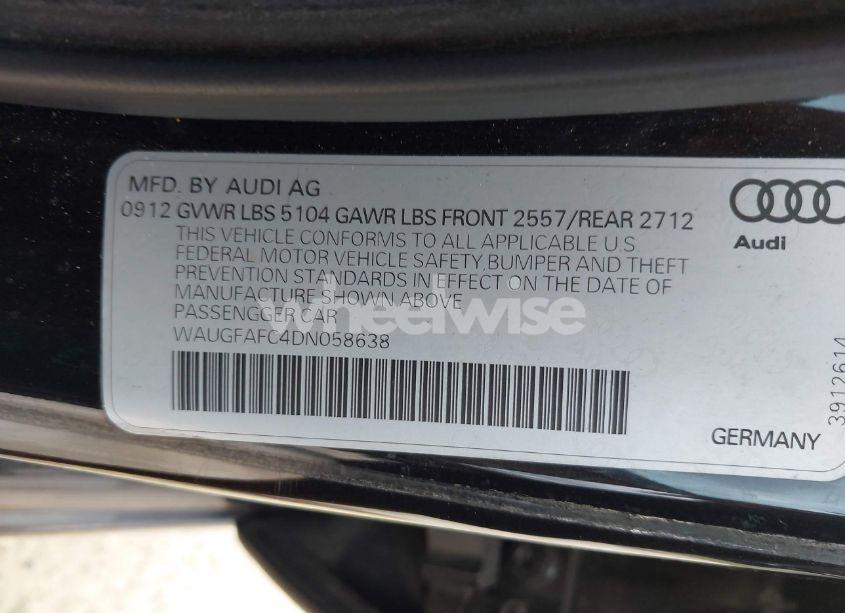 MFD. BY AUDI AG
0912 GVWR LBS 5104 GAWR LBS FRONT 2557/REAR 2712
THIS VEHICLE CONFORMS TO ALL APPLICABLE U.S.
FEDERAL MOTOR VEHICLE SAFETY,BUMPER AND THEFT
PREVENTION STANDARDS IN EFFECT ON THE DATE OF
MANUFACTURE SHOWN ABOVE
PASSENGGER CAR
WAUGFAFC4DN058638
Audi
GERMANY
3912614
wheelwise